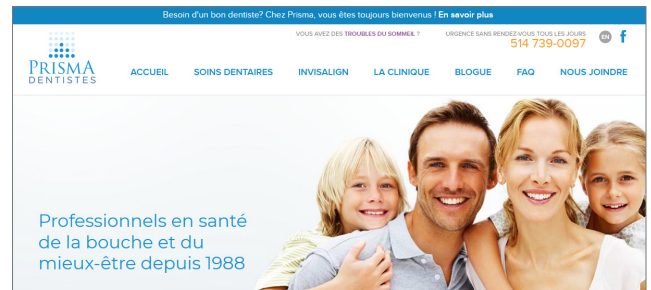 Besoin d'un bon dentiste? Chez Prisma, vous êtes toujours bienvenus ! En savoir plus
VOUS AVEZ DES TROUBLES DU SOMMEIL ?
URGENCE SANS RENDEZ-VOUS TOUS LES JOURS
514 739-0097
EN
f
PRISMA
DENTISTES
ACCUEIL SOINS DENTAIRES INVISALIGN LA CLINIQUE BLOGUE FAQ NOUS JOINDRE
Professionnels en santé
de la bouche et du
mieux-être depuis 1988